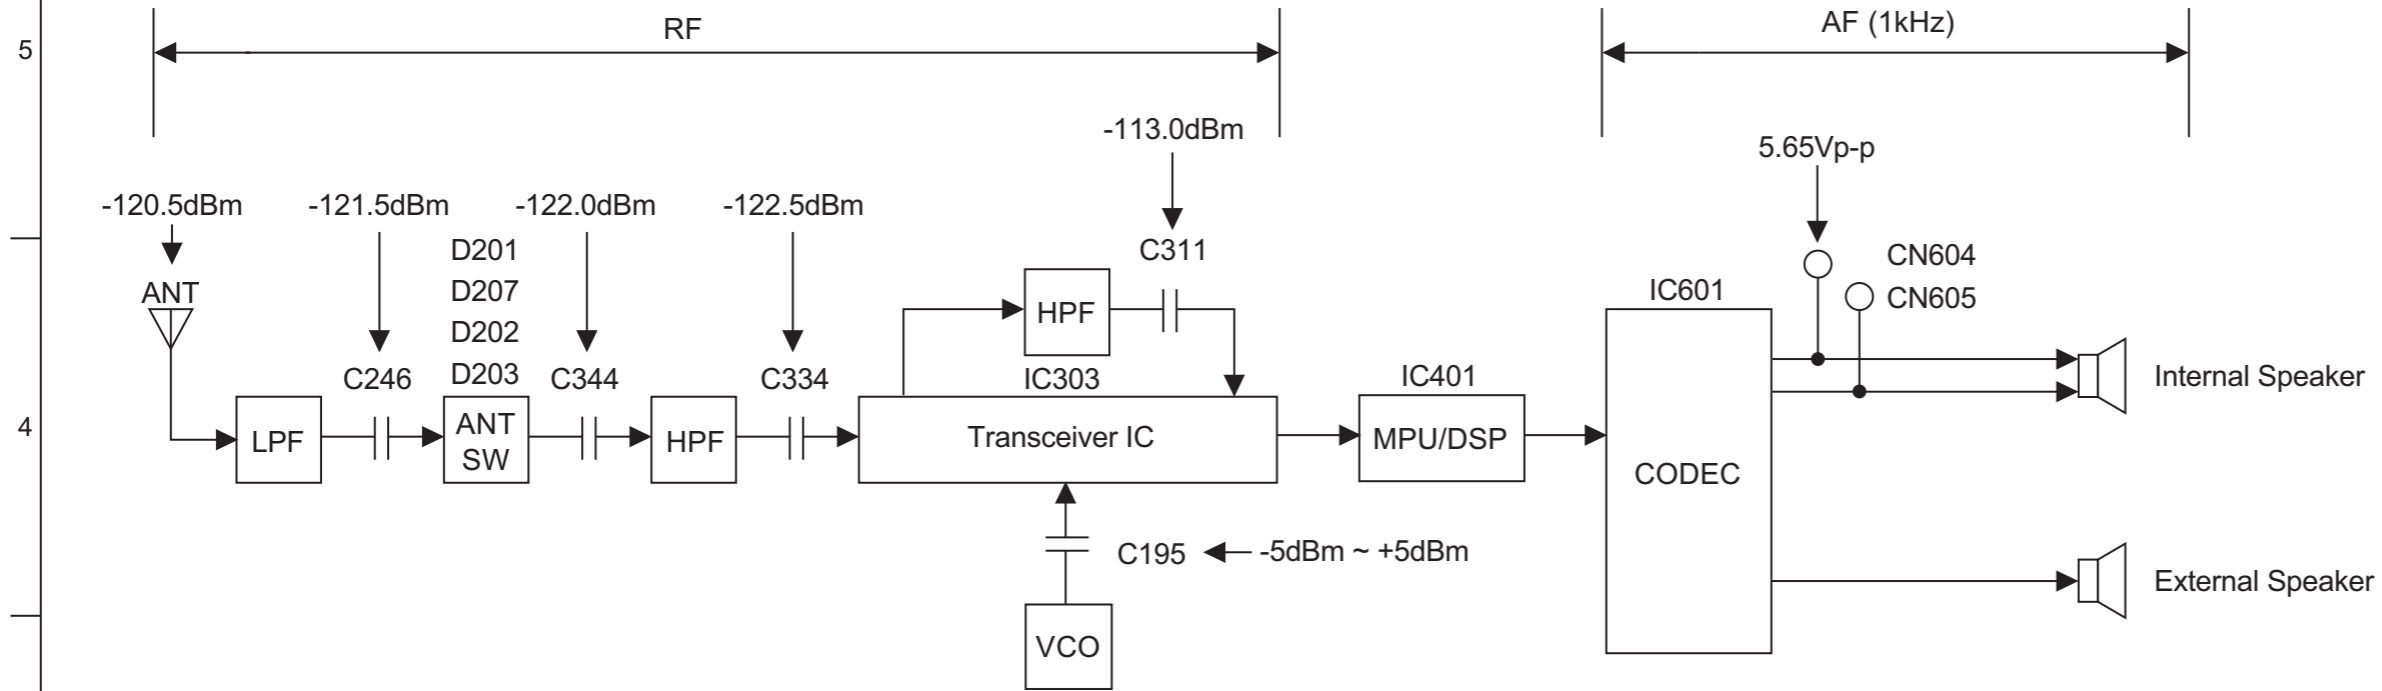 5
RF
AF (1kHz)
-113.0dBm
5.65Vp-p
-120.5dBm
-121.5dBm
-122.0dBm
-122.5dBm
D201
D207
D202
D203
C311
ANT
CN604
CN605
IC601
HPF
C246
C344
C334
IC303
IC401
Internal Speaker
4
LPF
ANT
SW
HPF
Transceiver IC
MPU/DSP
CODEC
C195
-5dBm ~ +5dBm
External Speaker
VCO